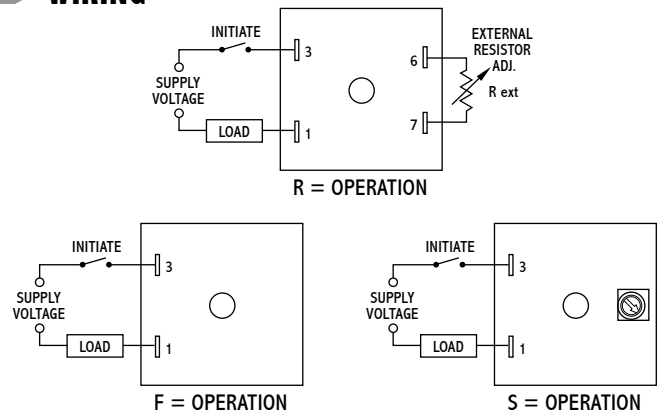 WIRING
INITIATE
3
SUPPLY
VOLTAGE
LOAD
1
6
7
EXTERNAL
RESISTOR
ADJ.
R ext
R = OPERATION
INITIATE
3
SUPPLY
VOLTAGE
LOAD
1
F = OPERATION
INITIATE
3
SUPPLY
VOLTAGE
LOAD
1
S = OPERATION